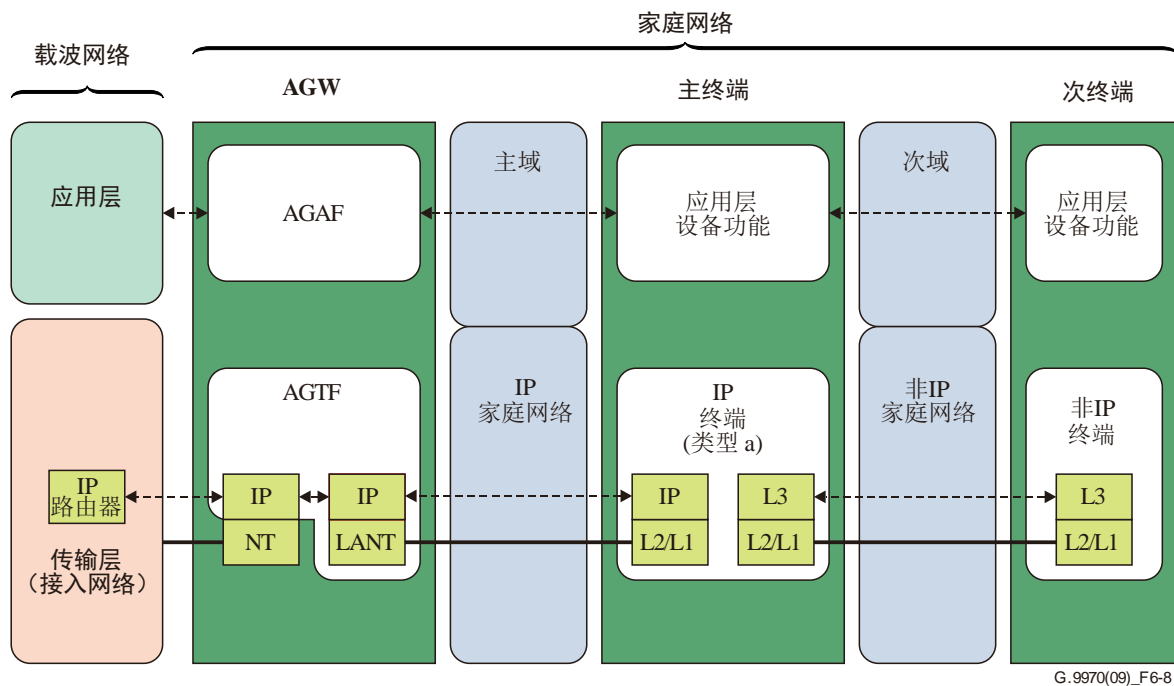 家庭网络
载波网络
AGW
主终端
次终端
应用层
AGAF
主域
应用层
设备功能
次域
应用层
设备功能
AGTF
IP
家庭网络
IP
终端
(类型 a)
非IP
家庭网络
非IP
终端
IP
路由器
IP
IP
IP
L3
L3
NT
LANT
L2/L1
L2/L1
L2/L1
传输层
（接入网络）
G.9970(09)_F6-8